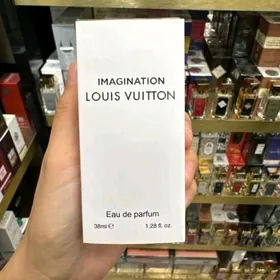 IMAGINATION
LOUIS VUITTON
Eau de parfum
38ml ℮ 1.28 fl. oz.